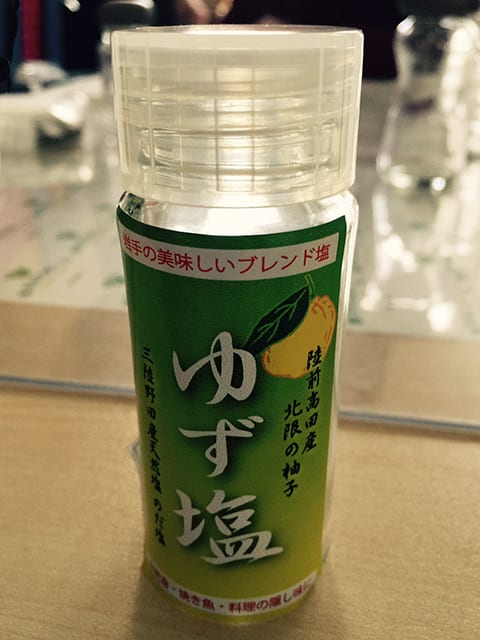 岩手の美味しいブレンド塩
陸前高田産
北限の柚子
ゆず塩
三陸野田産天然塩 のだ塩
・焼き魚・料理の隠し味に